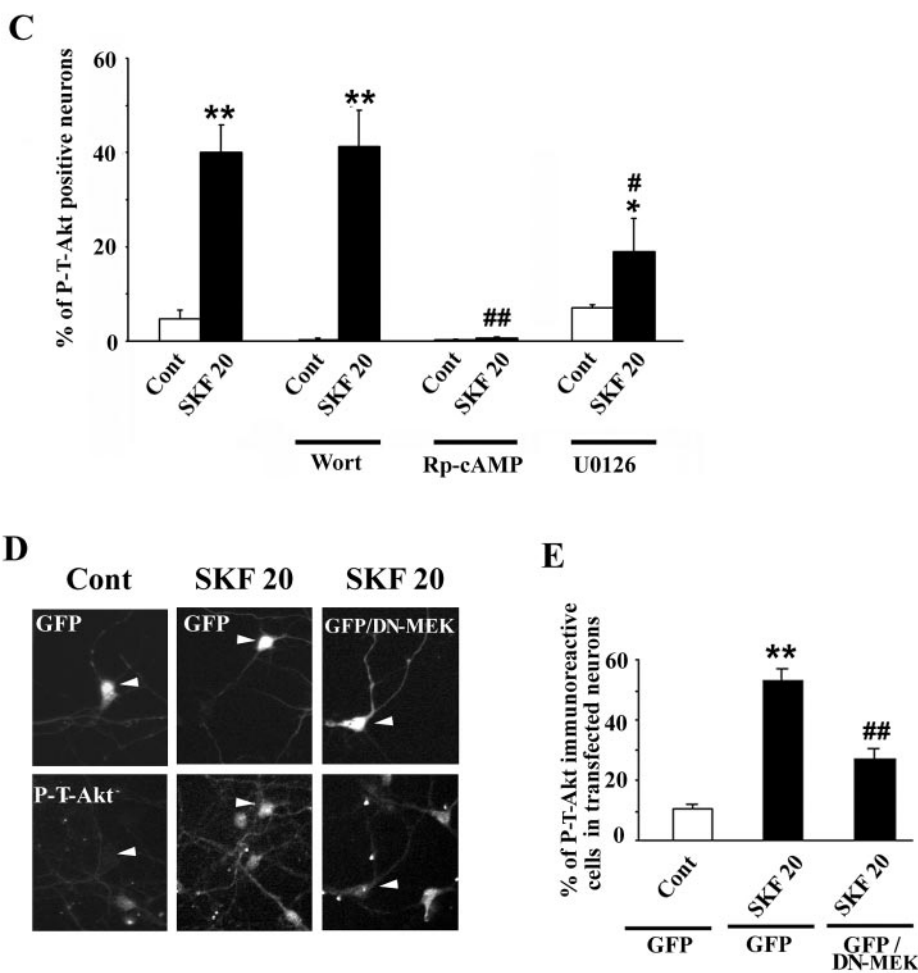 C
% of P-T-Akt positive neurons
60
40
20
0
**
**
##
#
*
Cont
SKF 20
Cont
SKF 20
Cont
SKF 20
Cont
SKF 20
Wort
Rp-cAMP
U0126
D
Cont
SKF 20
SKF 20
GFP
GFP
GFP/DN-MEK
P-T-Akt
E
% of P-T-Akt immunoreactive
cells in transfected neurons
60
40
20
0
**
##
Cont
SKF 20
SKF 20
GFP
GFP
GFP /
DN-MEK